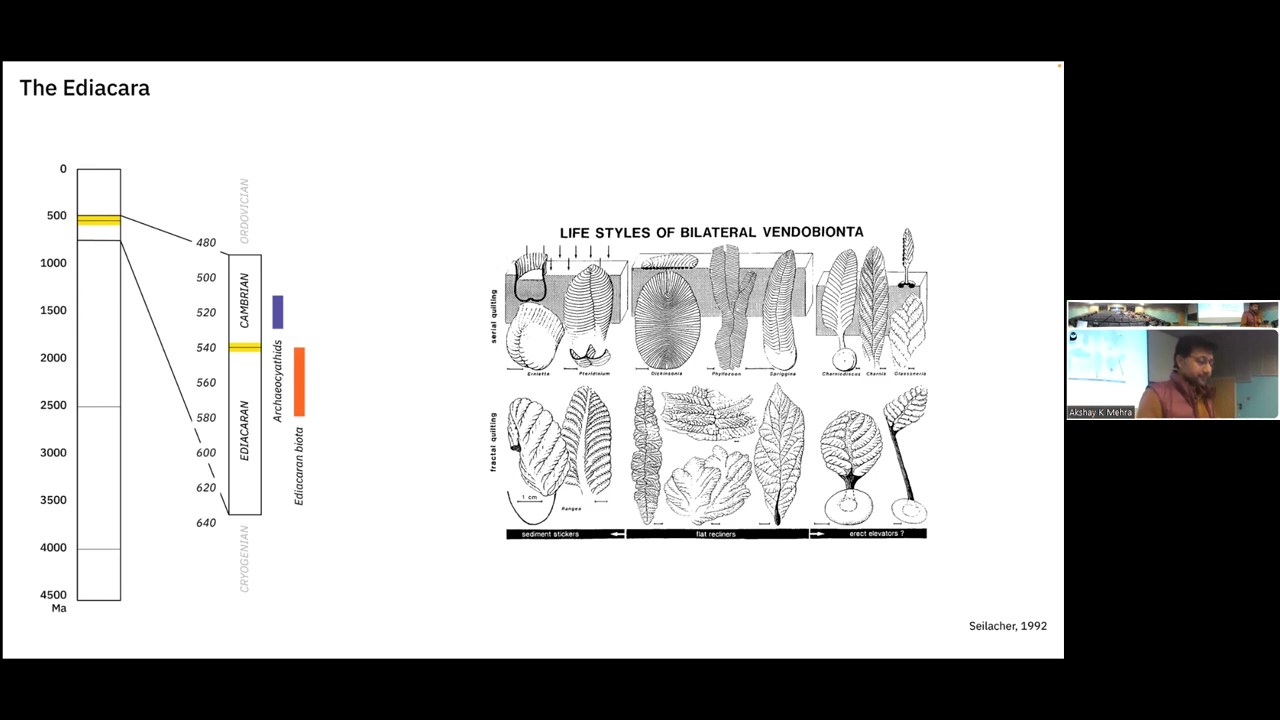 The Ediacara
0
500
1000
1500
2000
2500
3000
3500
4000
4500
Ma
480
500
520
540
560
580
600
620
640
ORDOVICIAN
CAMBRIAN
EDIACARAN
CRYOGENIAN
Archaeocyathids
Ediacaran biota
LIFE STYLES OF BILATERAL VENDOBIONTA
serial quilting
Ernietta
Pteridinium
Dickinsonia
Phyllozoon
Spriggina
Charniodiscus
Charnia
Glaessnerina
fractal quilting
1 cm
Rangea
sediment stickers
flat recliners
erect elevators ?
Seilacher, 1992
Akshay K Mehra